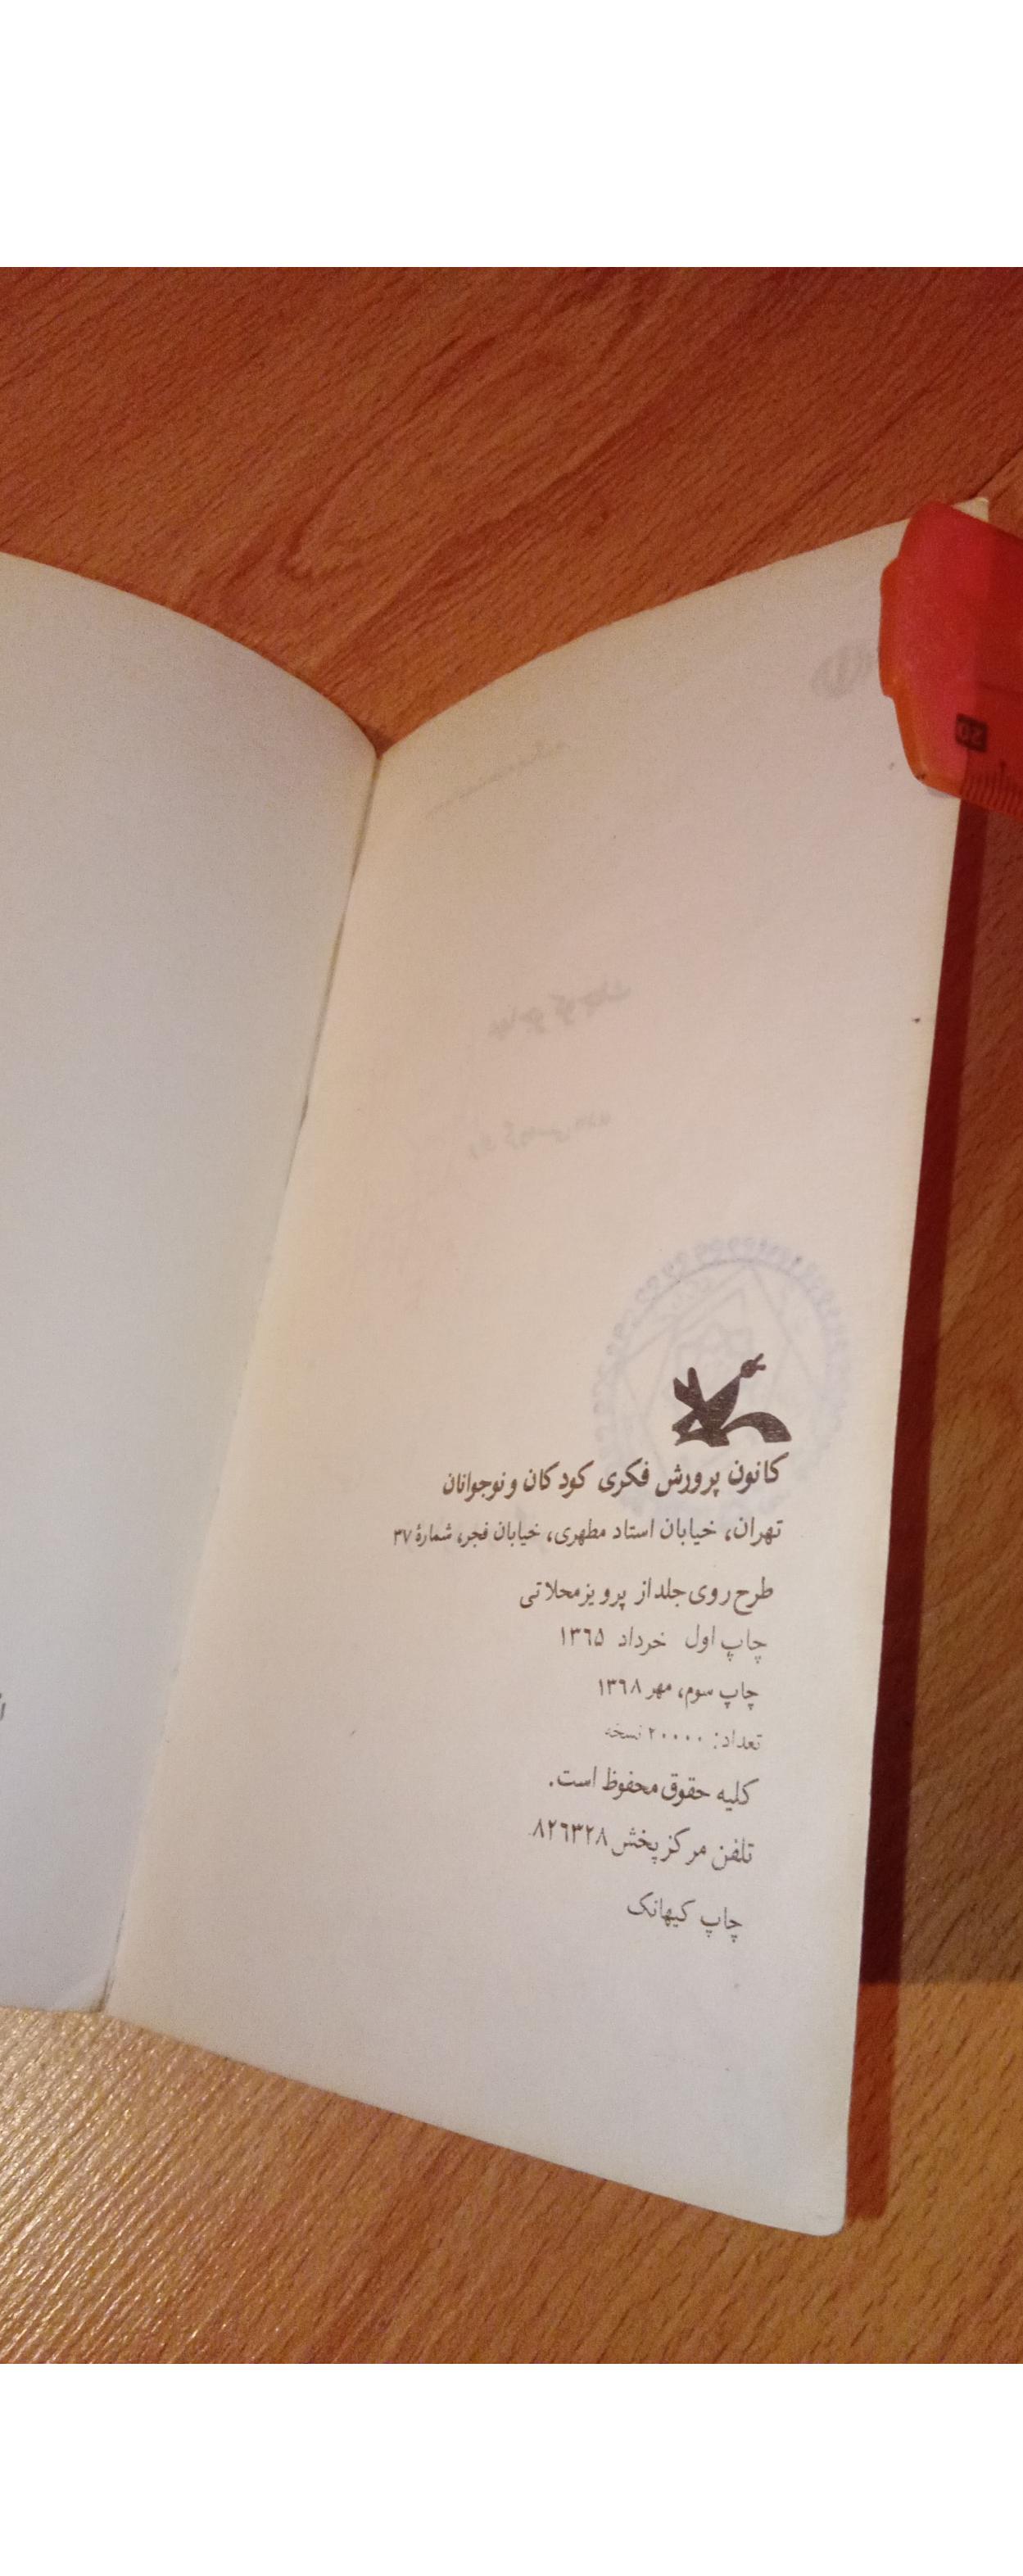 کانون پرورش فکری کودکان و نوجوانان
تهران، خیابان استاد مطهری، خیابان فجر، شمارهٔ ۳۷
طرح روی جلد از پرویز محلاتی
چاپ اول خرداد ۱۳۶۵
چاپ سوم، مهر ۱۳۶۸
تعداد: ۲۰۰۰۰ نسخه
کلیه حقوق محفوظ است.
تلفن مرکز پخش ۸۲۶۳۲۸
چاپ کیهانک